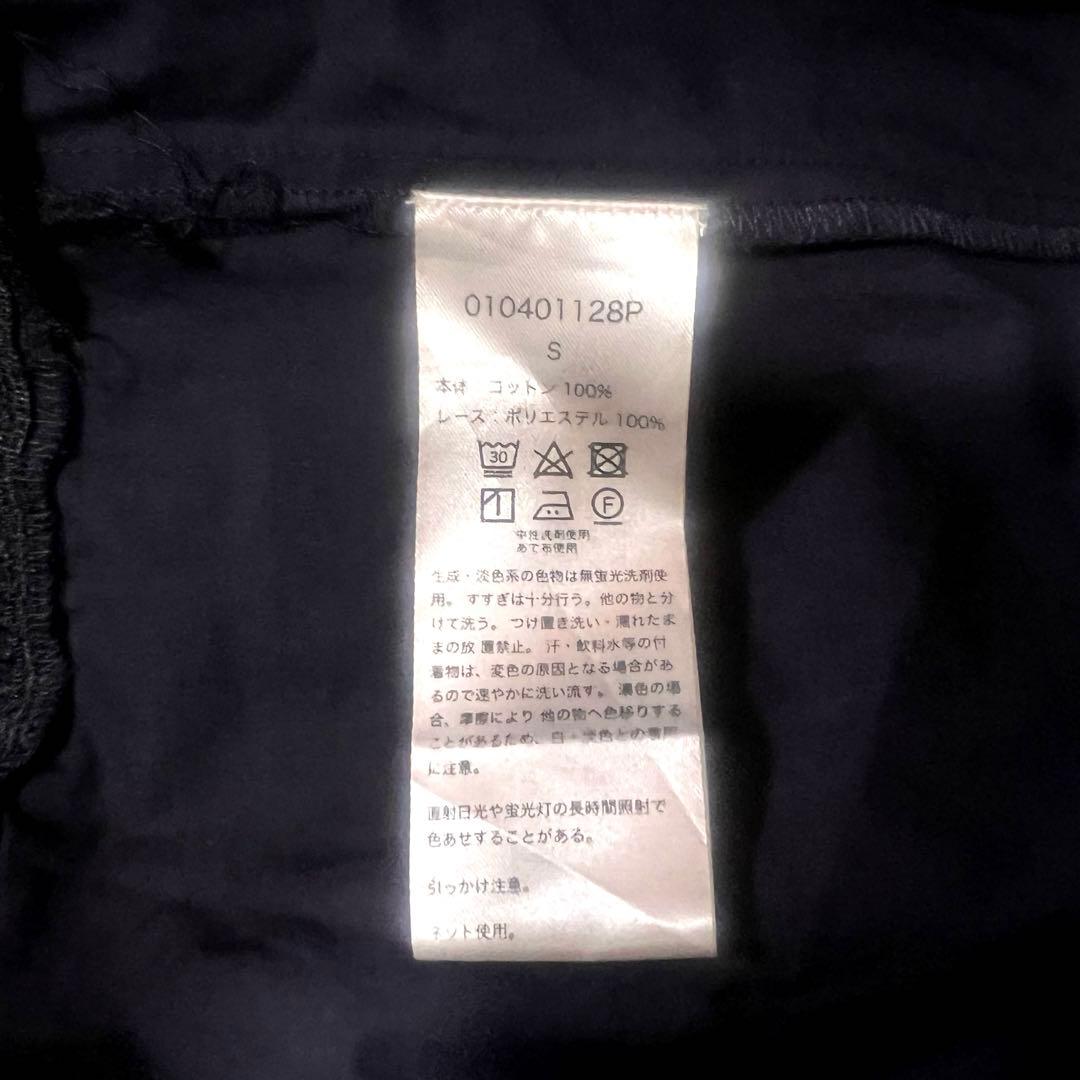 010401128P
S
本体 コットン 100%
レース:ポリエステル 100%
30
F
中性洗剤使用
あて布使用
生成・淡色系の色物は無蛍光洗剤使
用。 すすぎは十分行う。他の物と分
けて洗う。 つけ置き洗い・濡れたま
まの放 置禁止。 汗・飲料水等の付
着物は、変色の原因となる場合があ
るので速やかに洗い流す。 濃色の場
合、摩擦により 他の物へ色移りする
ことがあるため、白・淡色との着用
に注意。
直射日光や蛍光灯の長時間照射で
色あせすることがある。
引っかけ注意。
ネット使用。